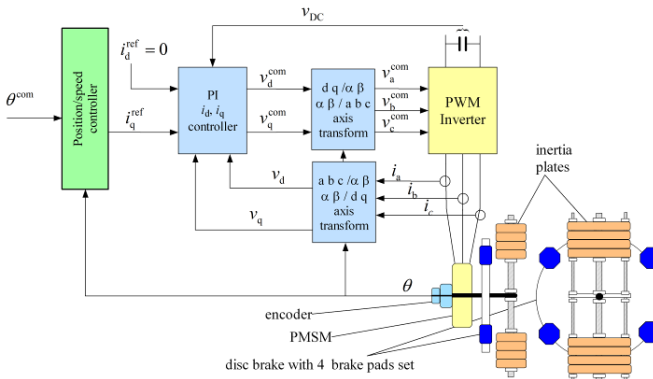 v_DC
i_d^ref = 0
θ^com
i_q^ref
Position/speed
controller
PI
i_d, i_q
controller
v_d^com
v_q^com
d q /α β
α β / a b c
axis
transform
v_a^com
v_b^com
v_c^com
PWM
Inverter
v_d
v_q
a b c /α β
α β / d q
axis
transform
i_a
i_b
i_c
inertia
plates
θ
encoder
PMSM
disc brake with 4 brake pads set